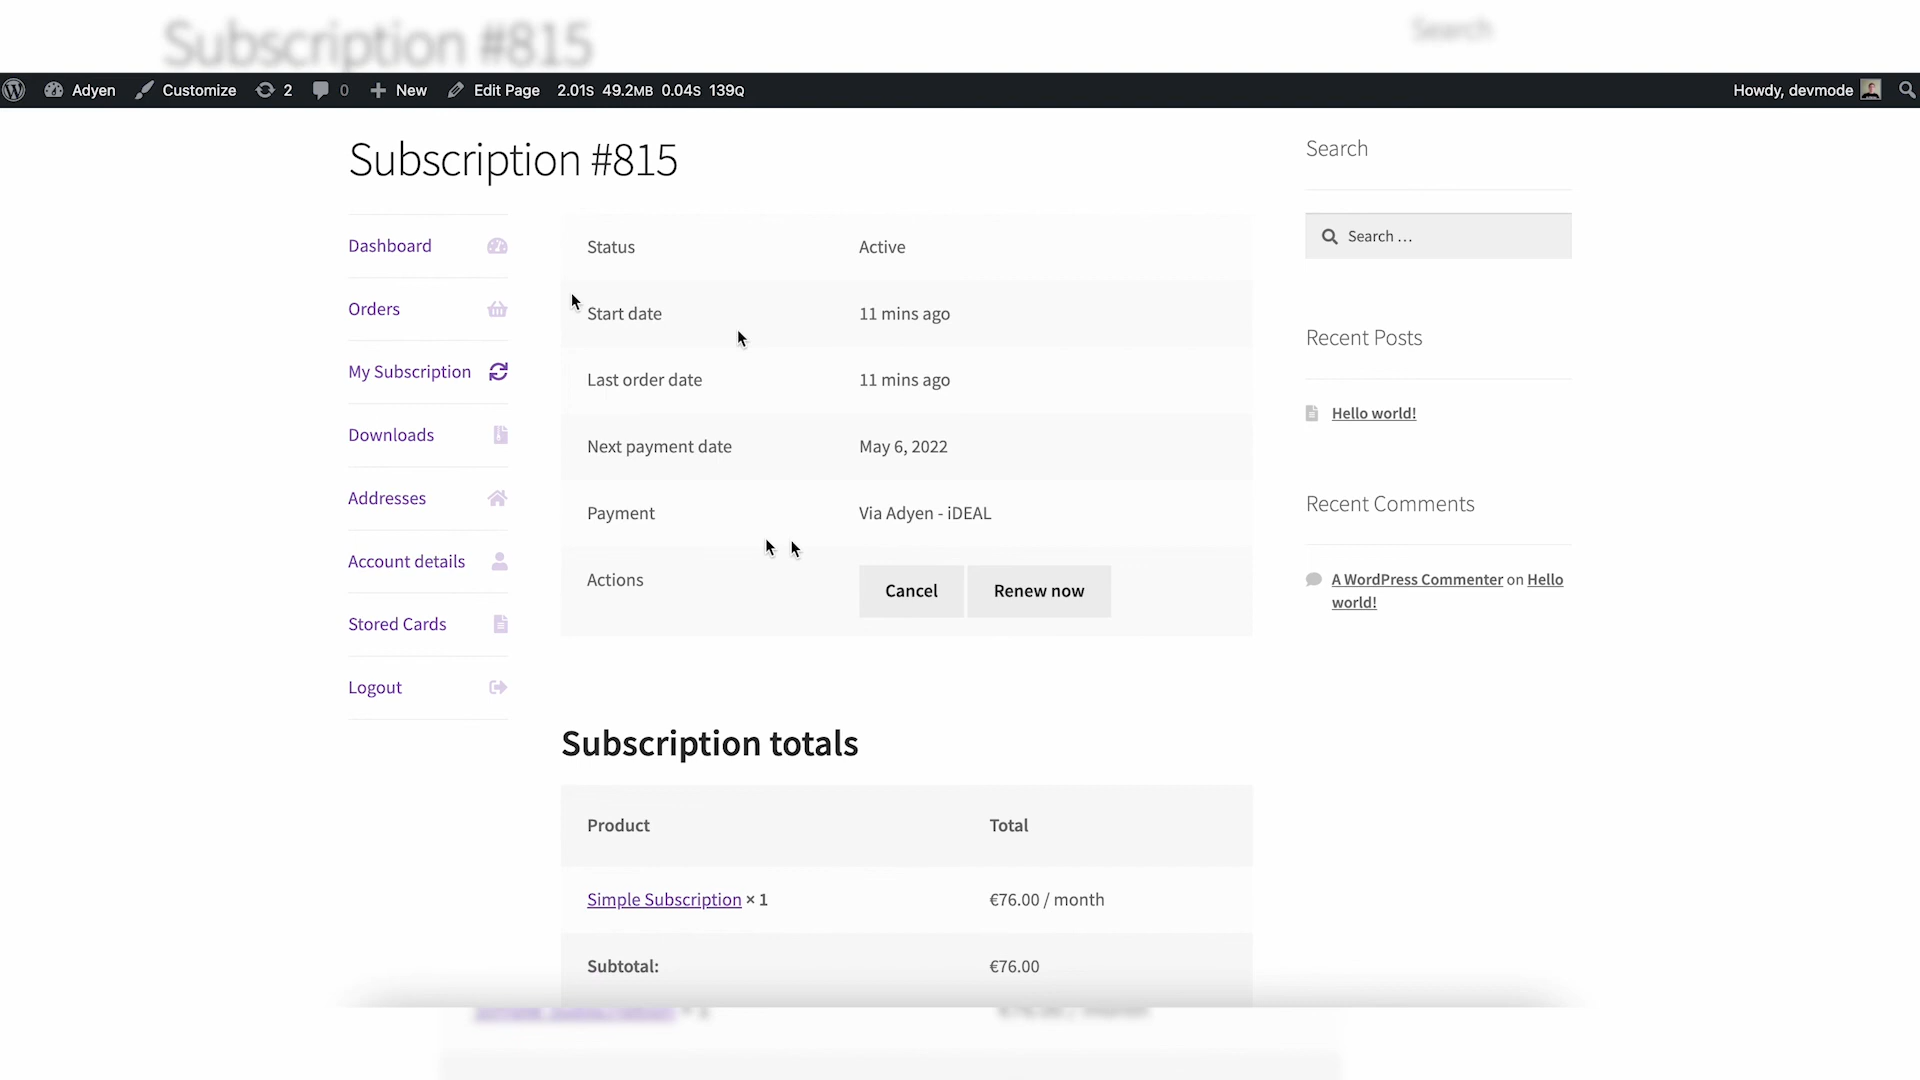 Subscription #815
Search
Adyen Customize 2 0 New Edit Page 2.01S 49.2MB 0.04S 139Q
Howdy, devmode
Subscription #815
Dashboard
Orders
My Subscription
Downloads
Addresses
Account details
Stored Cards
Logout
Status Active
Start date 11 mins ago
Last order date 11 mins ago
Next payment date May 6, 2022
Payment Via Adyen - iDEAL
Actions Cancel Renew now
Subscription totals
Product Total
Simple Subscription × 1 €76.00 / month
Subtotal: €76.00
Search
Search …
Recent Posts
Hello world!
Recent Comments
A WordPress Commenter on Hello
world!